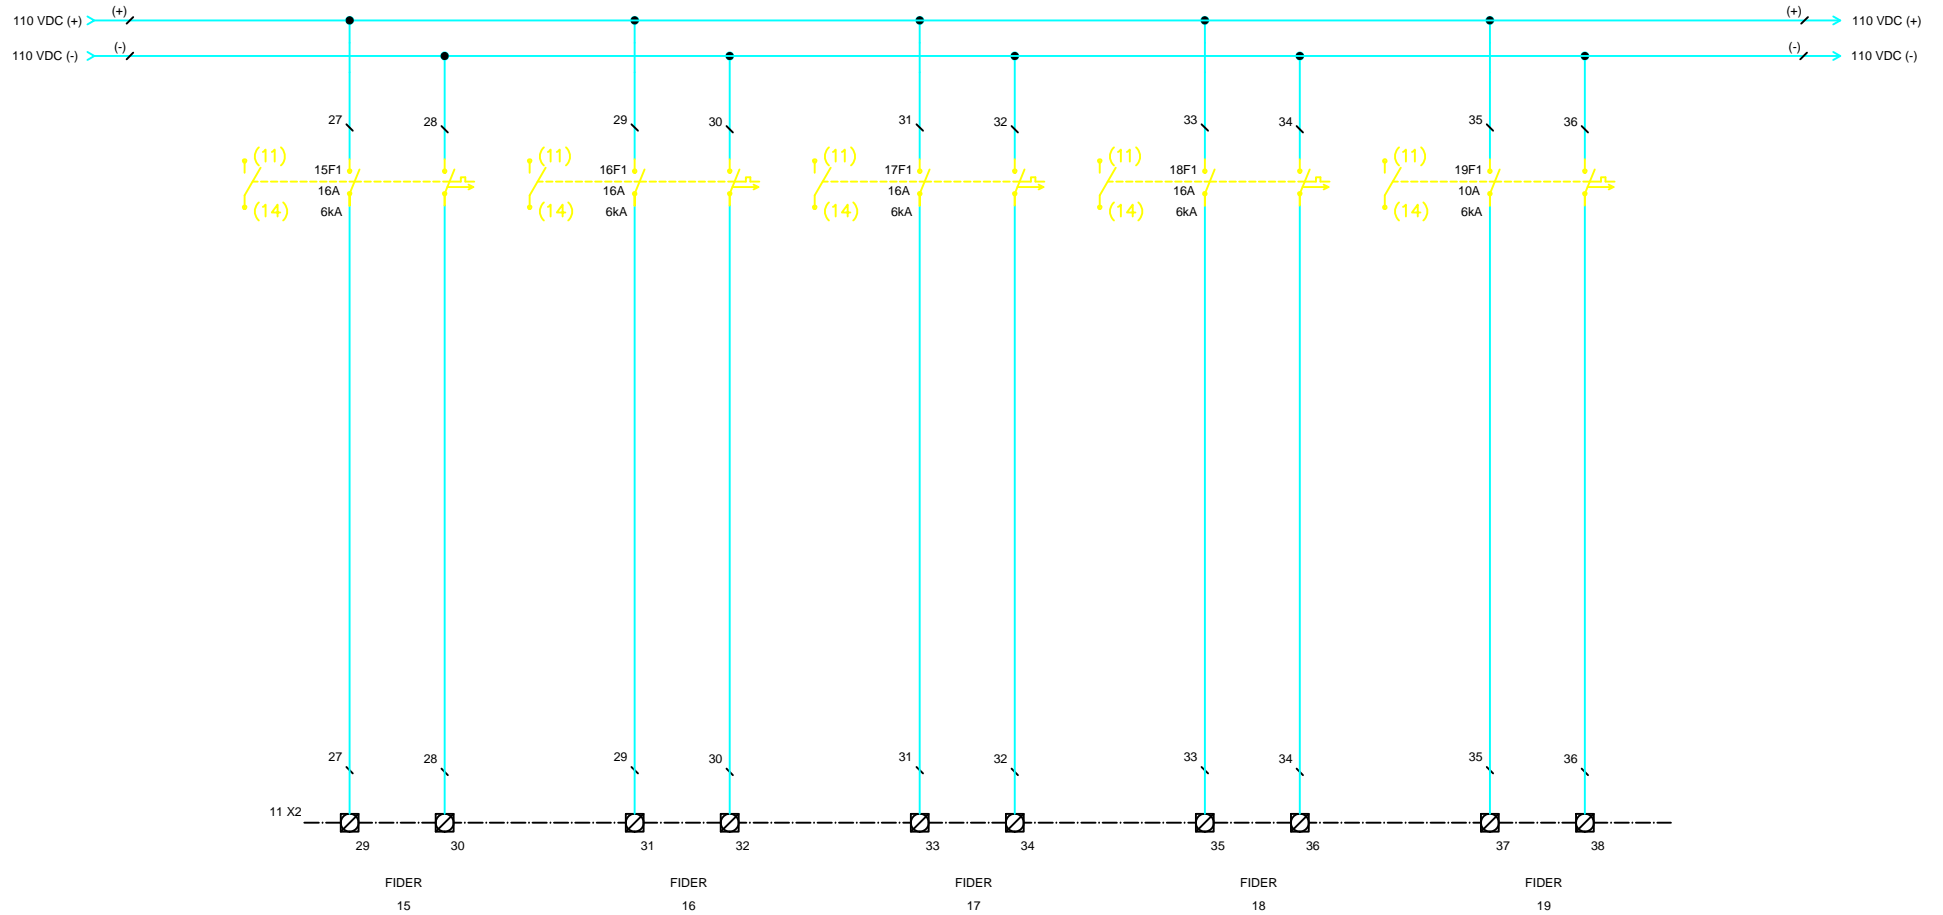 110 VDC (+) (+) (+) 110 VDC (+)
110 VDC (-) (-) (-) 110 VDC (-)
27 28 29 30 31 32 33 34 35 36
(11) (11) (11) (11) (11)
15F1 16F1 17F1 18F1 19F1
16A 16A 16A 16A 10A
(14) 6kA (14) 6kA (14) 6kA (14) 6kA (14) 6kA
27 28 29 30 31 32 33 34 35 36
11 X2
29 30 31 32 33 34 35 36 37 38
FIDER FIDER FIDER FIDER FIDER
15 16 17 18 19